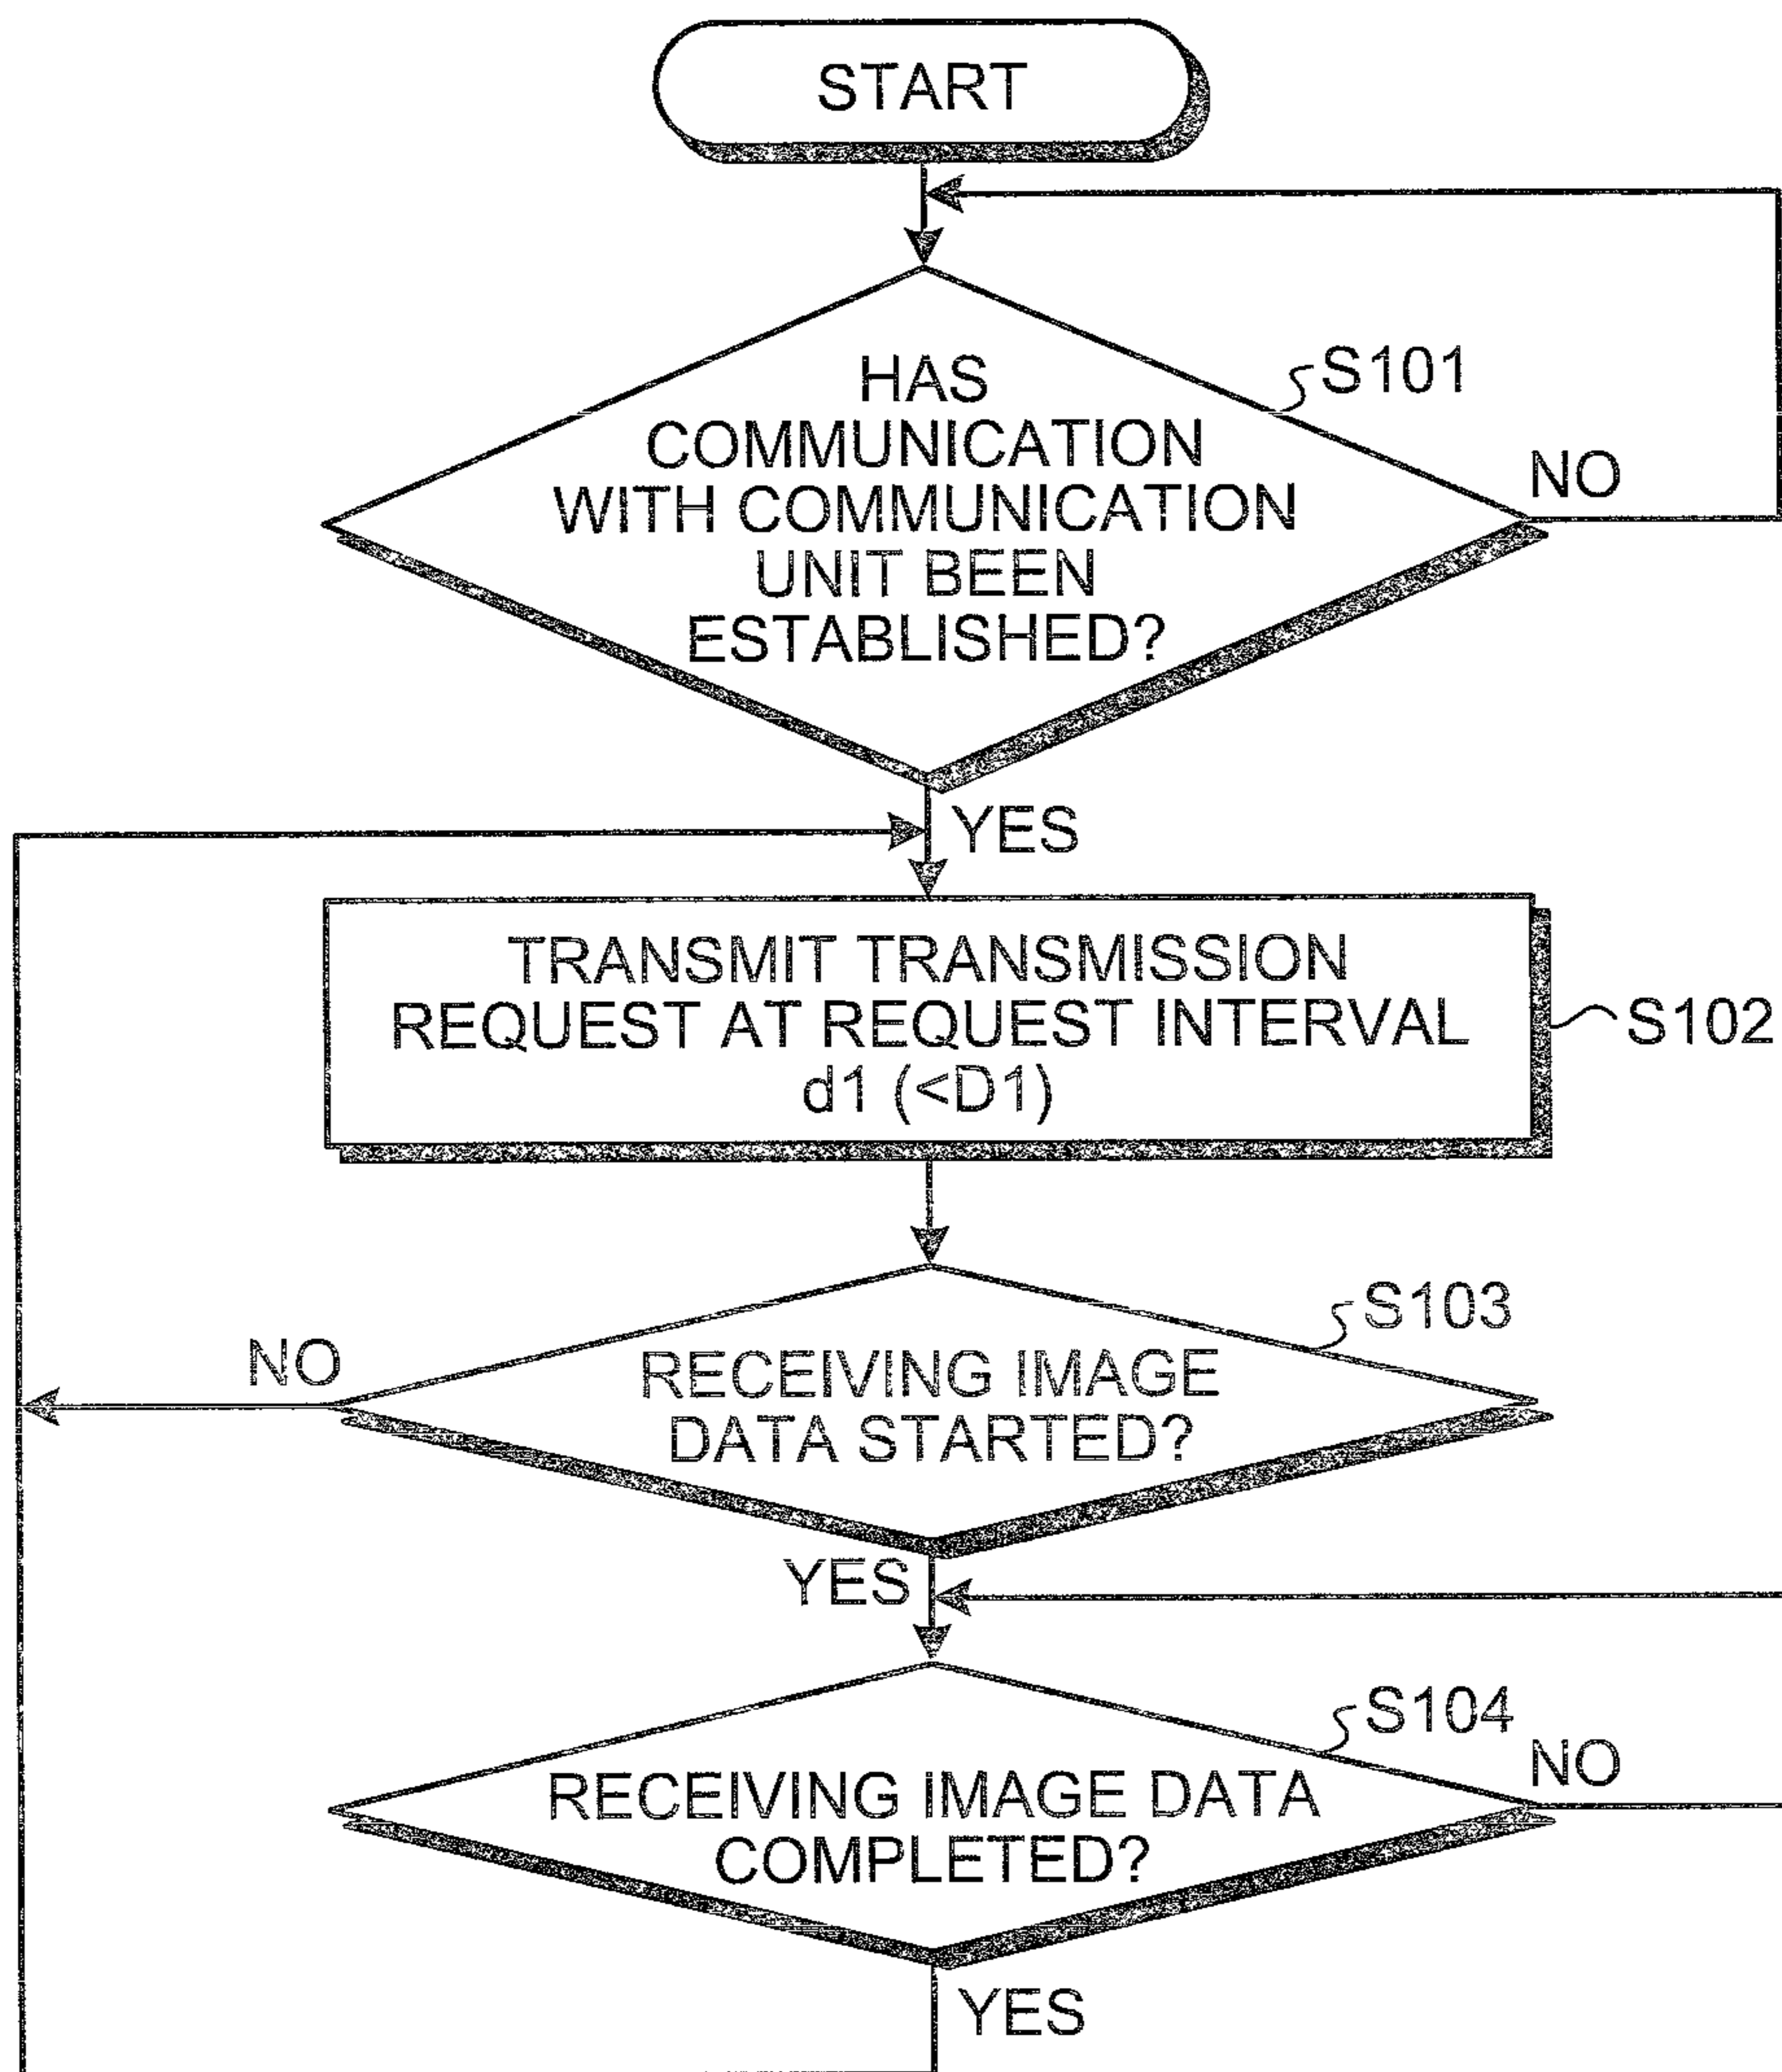 START
HAS
COMMUNICATION
WITH COMMUNICATION
UNIT BEEN
ESTABLISHED?
S101
NO
YES
TRANSMIT TRANSMISSION
REQUEST AT REQUEST INTERVAL
d1 (<D1)
S102
S103
NO
RECEIVING IMAGE
DATA STARTED?
YES
S104
NO
RECEIVING IMAGE DATA
COMPLETED?
YES